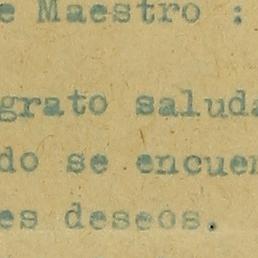 e Maestro :
grato saluda
do se encuen
es deseos.